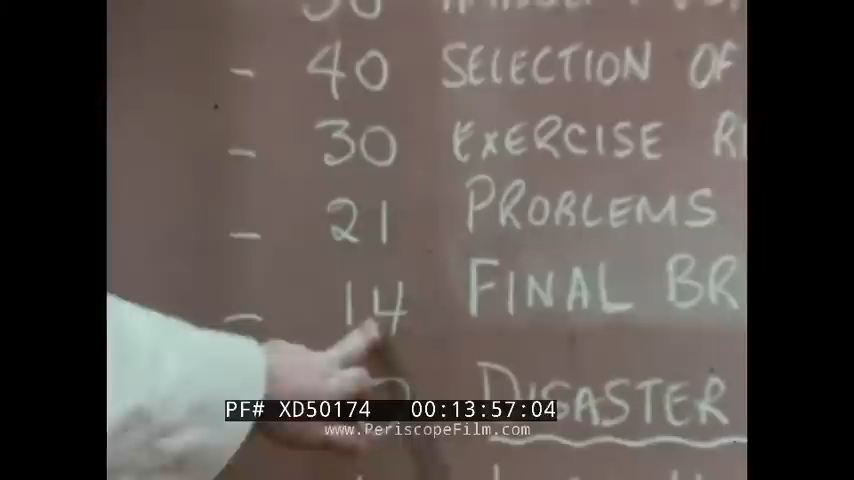 - 40 SELECTION OF
- 30 EXERCISE
- 21 PROBLEMS
- 14 FINAL BR
DISASTER
PF# XD50174 00:13:57:04
www.PeriscopeFilm.com